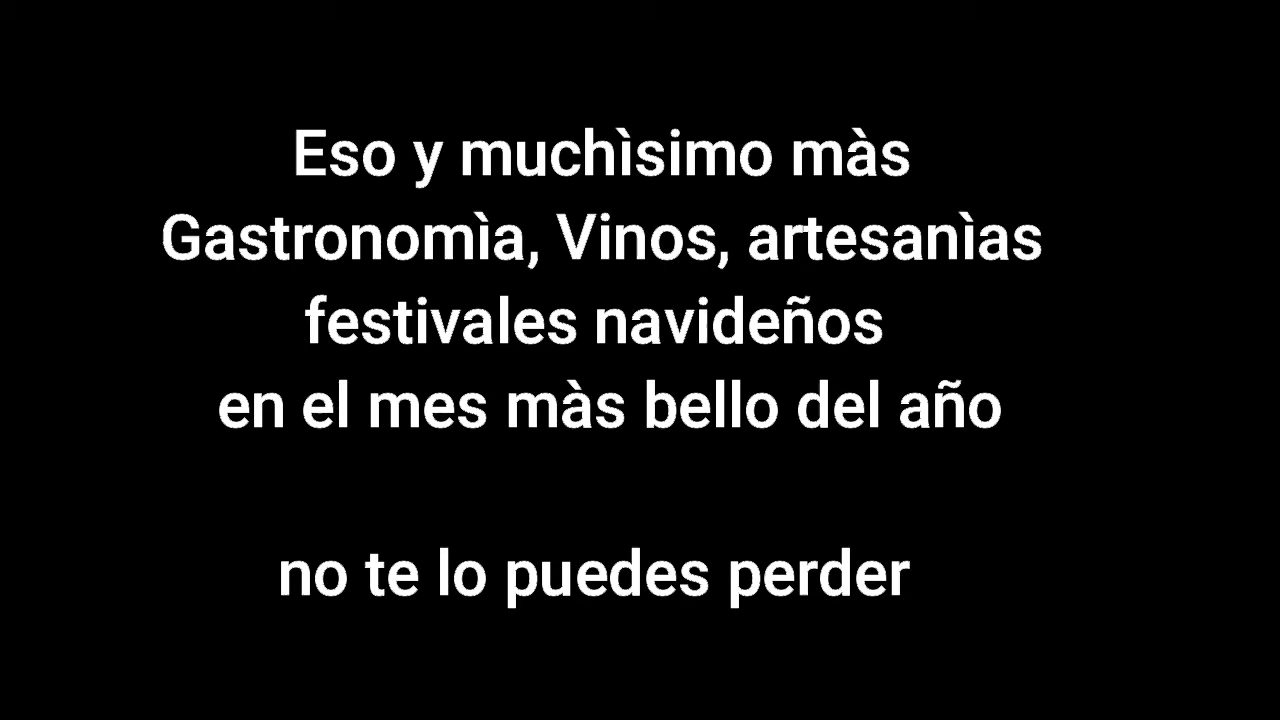 Eso y muchìsimo màs
Gastronomìa, Vinos, artesanìas
festivales navideños
en el mes màs bello del año
no te lo puedes perder